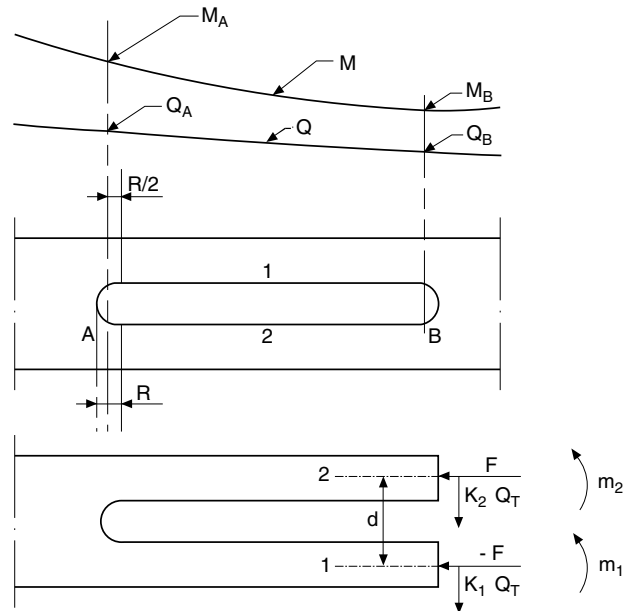 M_A
M
M_B
Q_A
Q
Q_B
R/2
1
A
2
B
R
2
F
K_2 Q_T
m_2
d
1
- F
K_1 Q_T
m_1